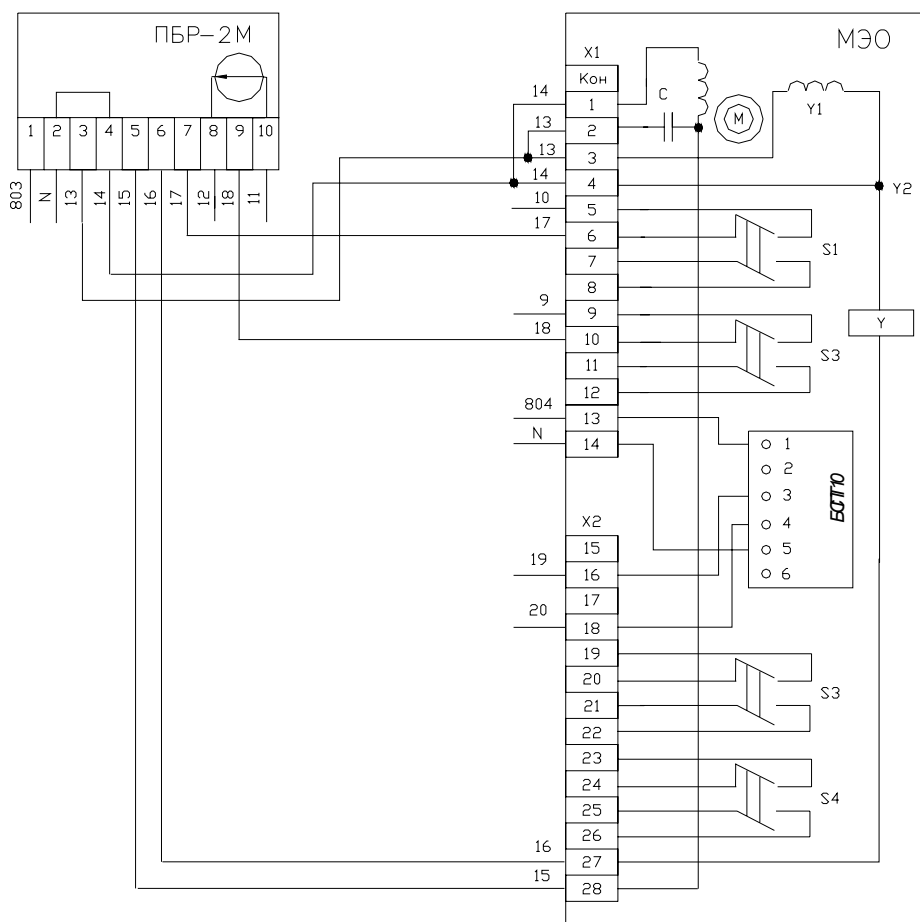 ПБР-2М
1 2 3 4 5 6 7 8 9 10
803 N 13 14 15 16 17 12 18 11
МЭО
X1
Кон
C
М
Y1
Y2
Y
14 1
13 2
13 3
14 4
10 5
17 6
7
8
S1
9 9
18 10
11
12
S3
804 13
N 14
1
2
3
4
5
6
БСПТ10
X2
15
19 16
17
20 18
19
20
21
22
S3
23
24
25
26
S4
16 27
15 28